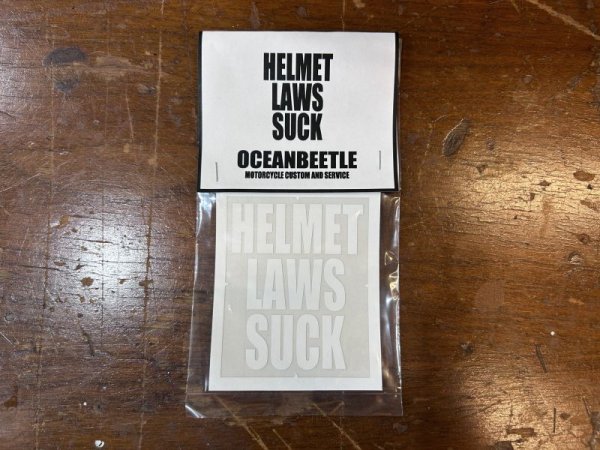 HELMET
LAWS
SUCK
OCEANBEETLE
MOTORCYCLE CUSTOM AND SERVICE
HELMET
LAWS
SUCK